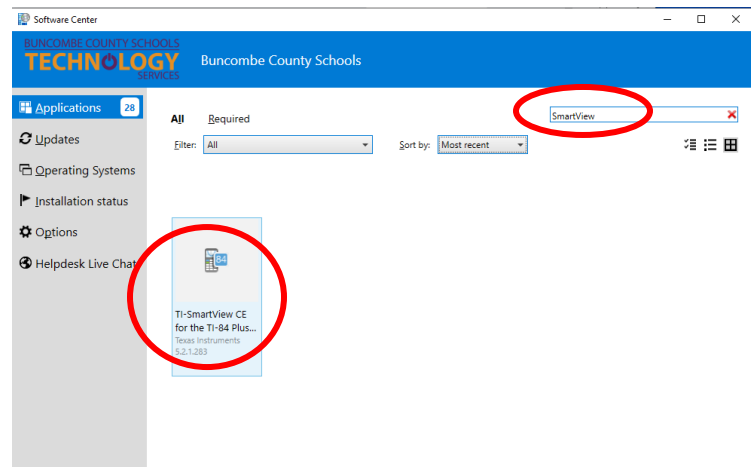 Software Center
BUNCOMBE COUNTY SCHOOLS
TECHNOLOGY
SERVICES
Buncombe County Schools
Applications 28
Updates
Operating Systems
Installation status
Options
Helpdesk Live Chat
All Required
SmartView
Filter: All
Sort by: Most recent
84
TI-SmartView CE
for the TI-84 Plus...
Texas Instruments
5.2.1.283